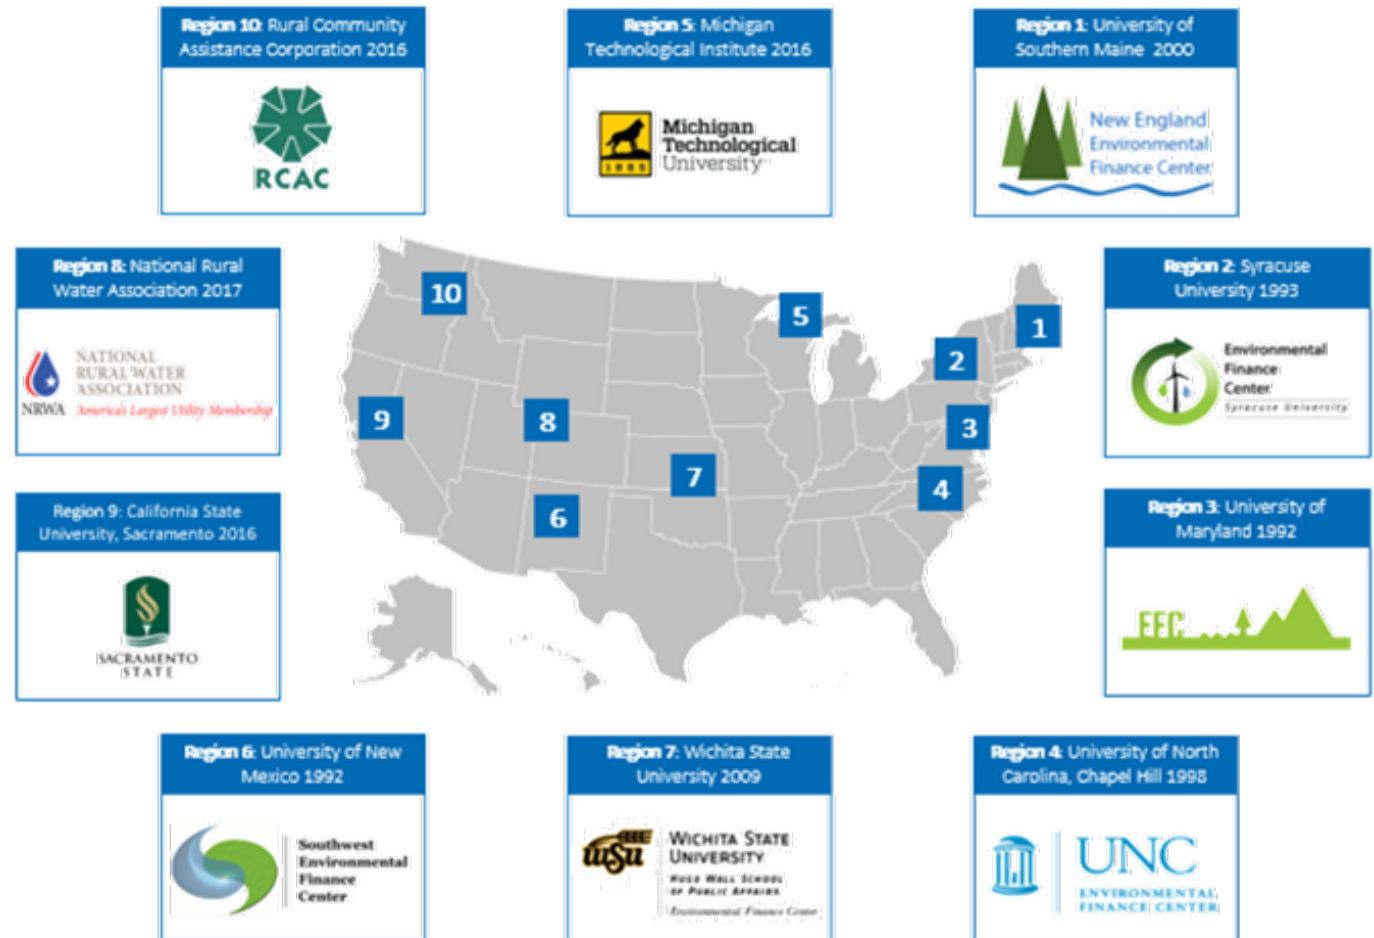 Region 10: Rural Community
Assistance Corporation 2016
RCAC
Region 5: Michigan
Technological Institute 2016
Michigan
Technological
University
1885
Region 1: University of
Southern Maine 2000
New England
Environmental
Finance Center
Region 8: National Rural
Water Association 2017
NATIONAL
RURAL WATER
ASSOCIATION
NRWA
America's Largest Utility Membership
Region 2: Syracuse
University 1993
Environmental
Finance
Center
Syracuse University
Region 9: California State
University, Sacramento 2016
SACRAMENTO
STATE
Region 3: University of
Maryland 1992
EFC
10
5
1
2
9
8
3
7
4
6
Region 6: University of New
Mexico 1992
Southwest
Environmental
Finance
Center
Region 7: Wichita State
University 2009
WSU
WICHITA STATE
UNIVERSITY
HUGO WALL SCHOOL
OF PUBLIC AFFAIRS
Environmental Finance Center
Region 4: University of North
Carolina, Chapel Hill 1998
UNC
ENVIRONMENTAL
FINANCE CENTER